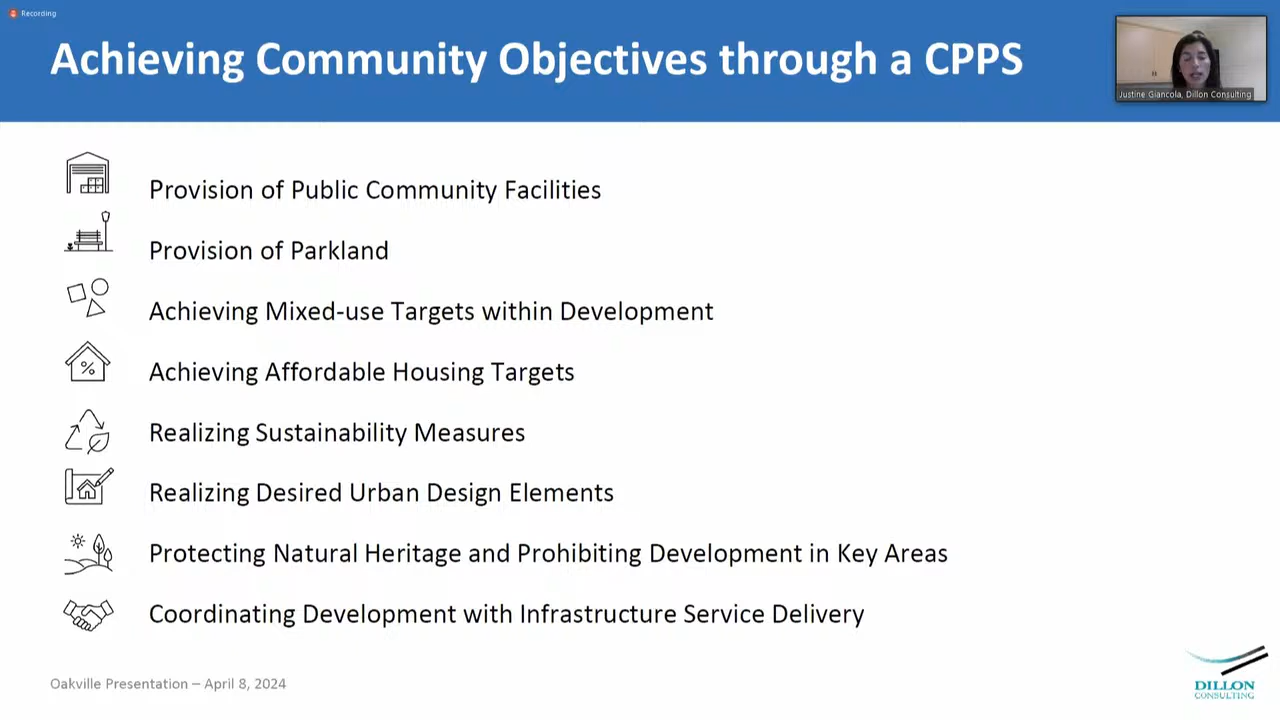 Recording
Achieving Community Objectives through a CPPS
Justine Giancola, Dillon Consulting
Provision of Public Community Facilities
Provision of Parkland
Achieving Mixed-use Targets within Development
%
Achieving Affordable Housing Targets
Realizing Sustainability Measures
Realizing Desired Urban Design Elements
Protecting Natural Heritage and Prohibiting Development in Key Areas
Coordinating Development with Infrastructure Service Delivery
Oakville Presentation – April 8, 2024
DILLON
CONSULTING